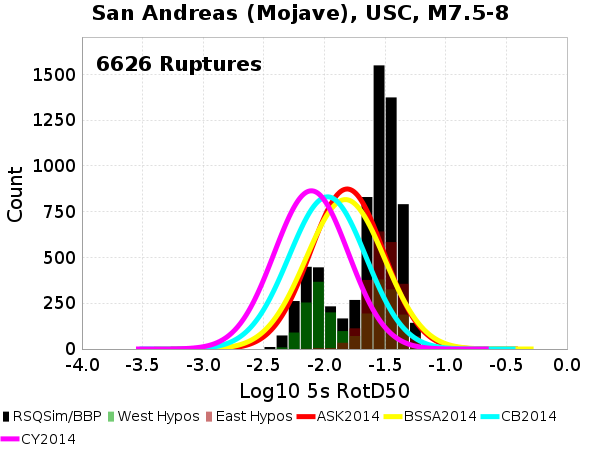 San Andreas (Mojave), USC, M7.5-8
6626 Ruptures
Count
1500
1250
1000
750
500
250
0
-4.0 -3.5 -3.0 -2.5 -2.0 -1.5 -1.0 -0.5 0.0
Log10 5s RotD50
RSQSim/BBP West Hypos East Hypos ASK2014 BSSA2014 CB2014
CY2014